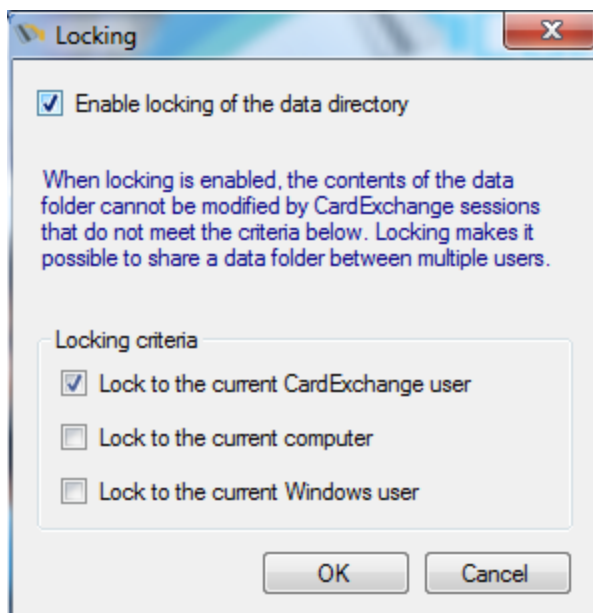 Locking
Enable locking of the data directory
When locking is enabled, the contents of the data
folder cannot be modified by CardExchange sessions
that do not meet the criteria below. Locking makes it
possible to share a data folder between multiple users.
Locking criteria
Lock to the current CardExchange user
Lock to the current computer
Lock to the current Windows user
OK
Cancel